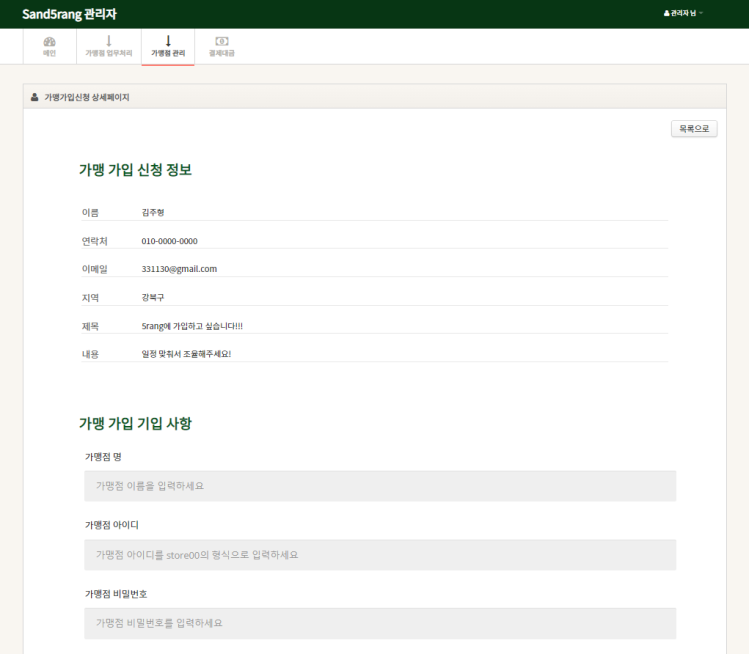 Sand5rang 관리자
관리자 님
메인
가맹점 업무처리
가맹점 관리
결제대금
가맹가입신청 상세페이지
목록으로
가맹 가입 신청 정보
이름 김주형
연락처 010-0000-0000
이메일 331130@gmail.com
지역 강북구
제목 5rang에 가입하고 싶습니다!!!
내용 일정 맞춰서 조율해주세요!
가맹 가입 기입 사항
가맹점 명
가맹점 이름을 입력하세요
가맹점 아이디
가맹점 아이디를 store00의 형식으로 입력하세요
가맹점 비밀번호
가맹점 비밀번호를 입력하세요